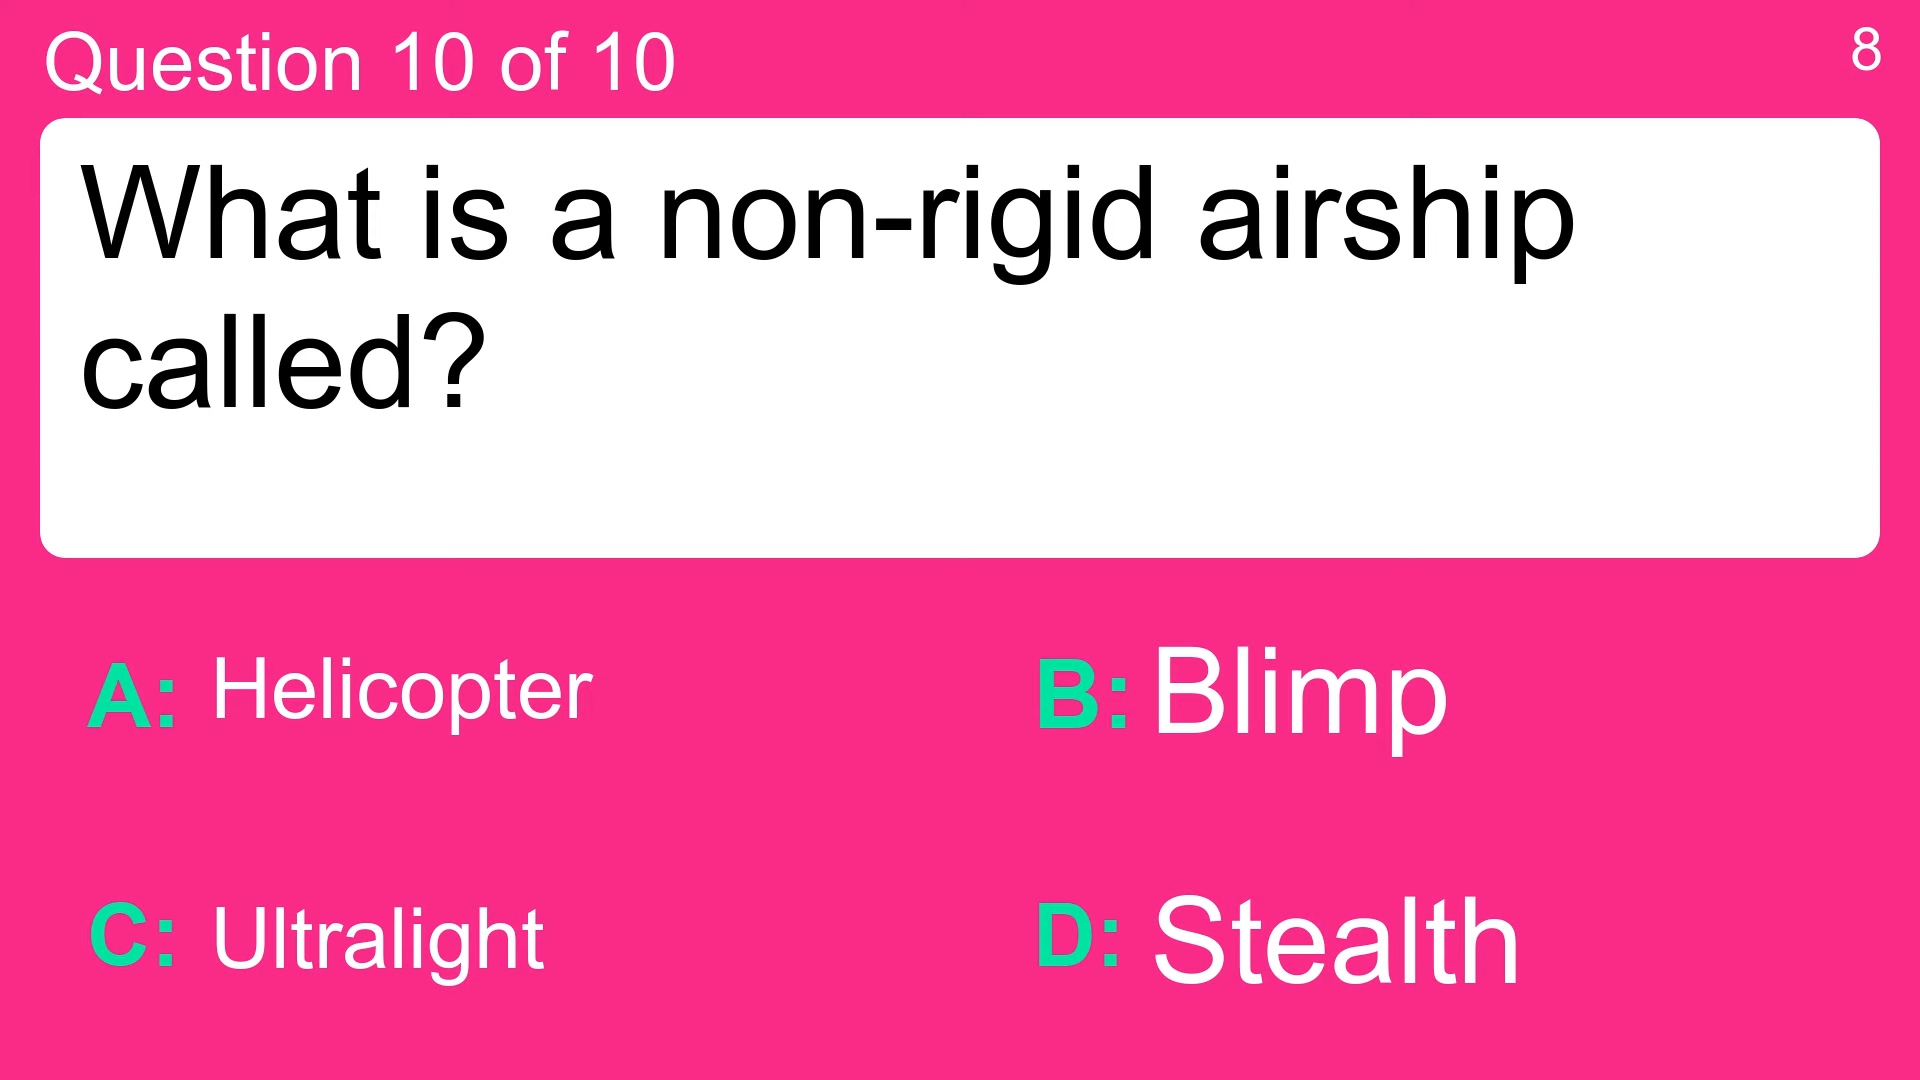 Question 10 of 10
8
What is a non-rigid airship
called?
A: Helicopter
B: Blimp
C: Ultralight
D: Stealth